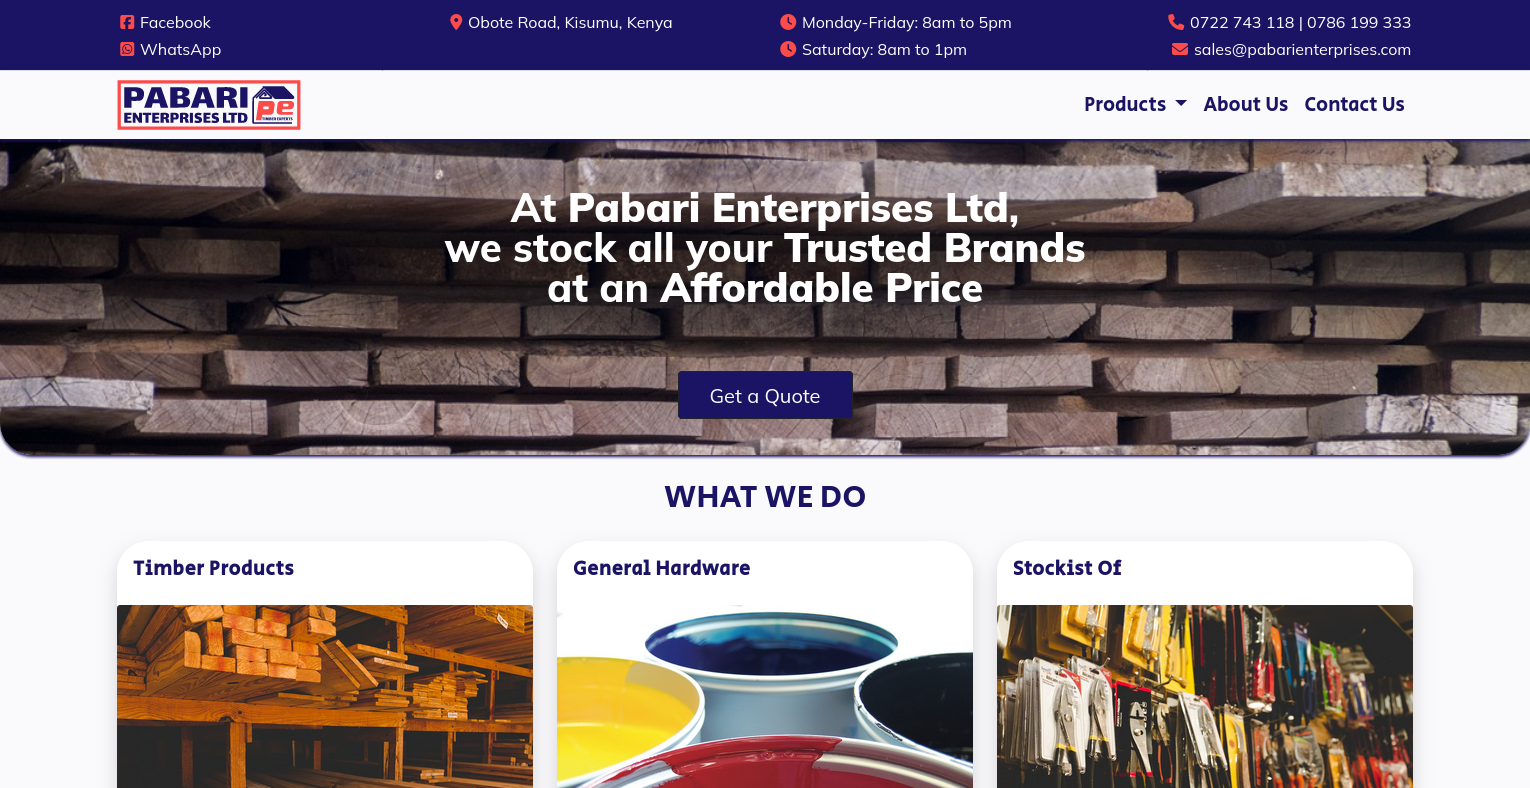 Facebook
WhatsApp
Obote Road, Kisumu, Kenya
Monday-Friday: 8am to 5pm
Saturday: 8am to 1pm
0722 743 118 | 0786 199 333
sales@pabarienterprises.com
PABARI
ENTERPRISES LTD
pe
TIMBER EXPERTS
Products
About Us
Contact Us
At Pabari Enterprises Ltd,
we stock all your Trusted Brands
at an Affordable Price
Get a Quote
WHAT WE DO
Timber Products
General Hardware
Stockist Of